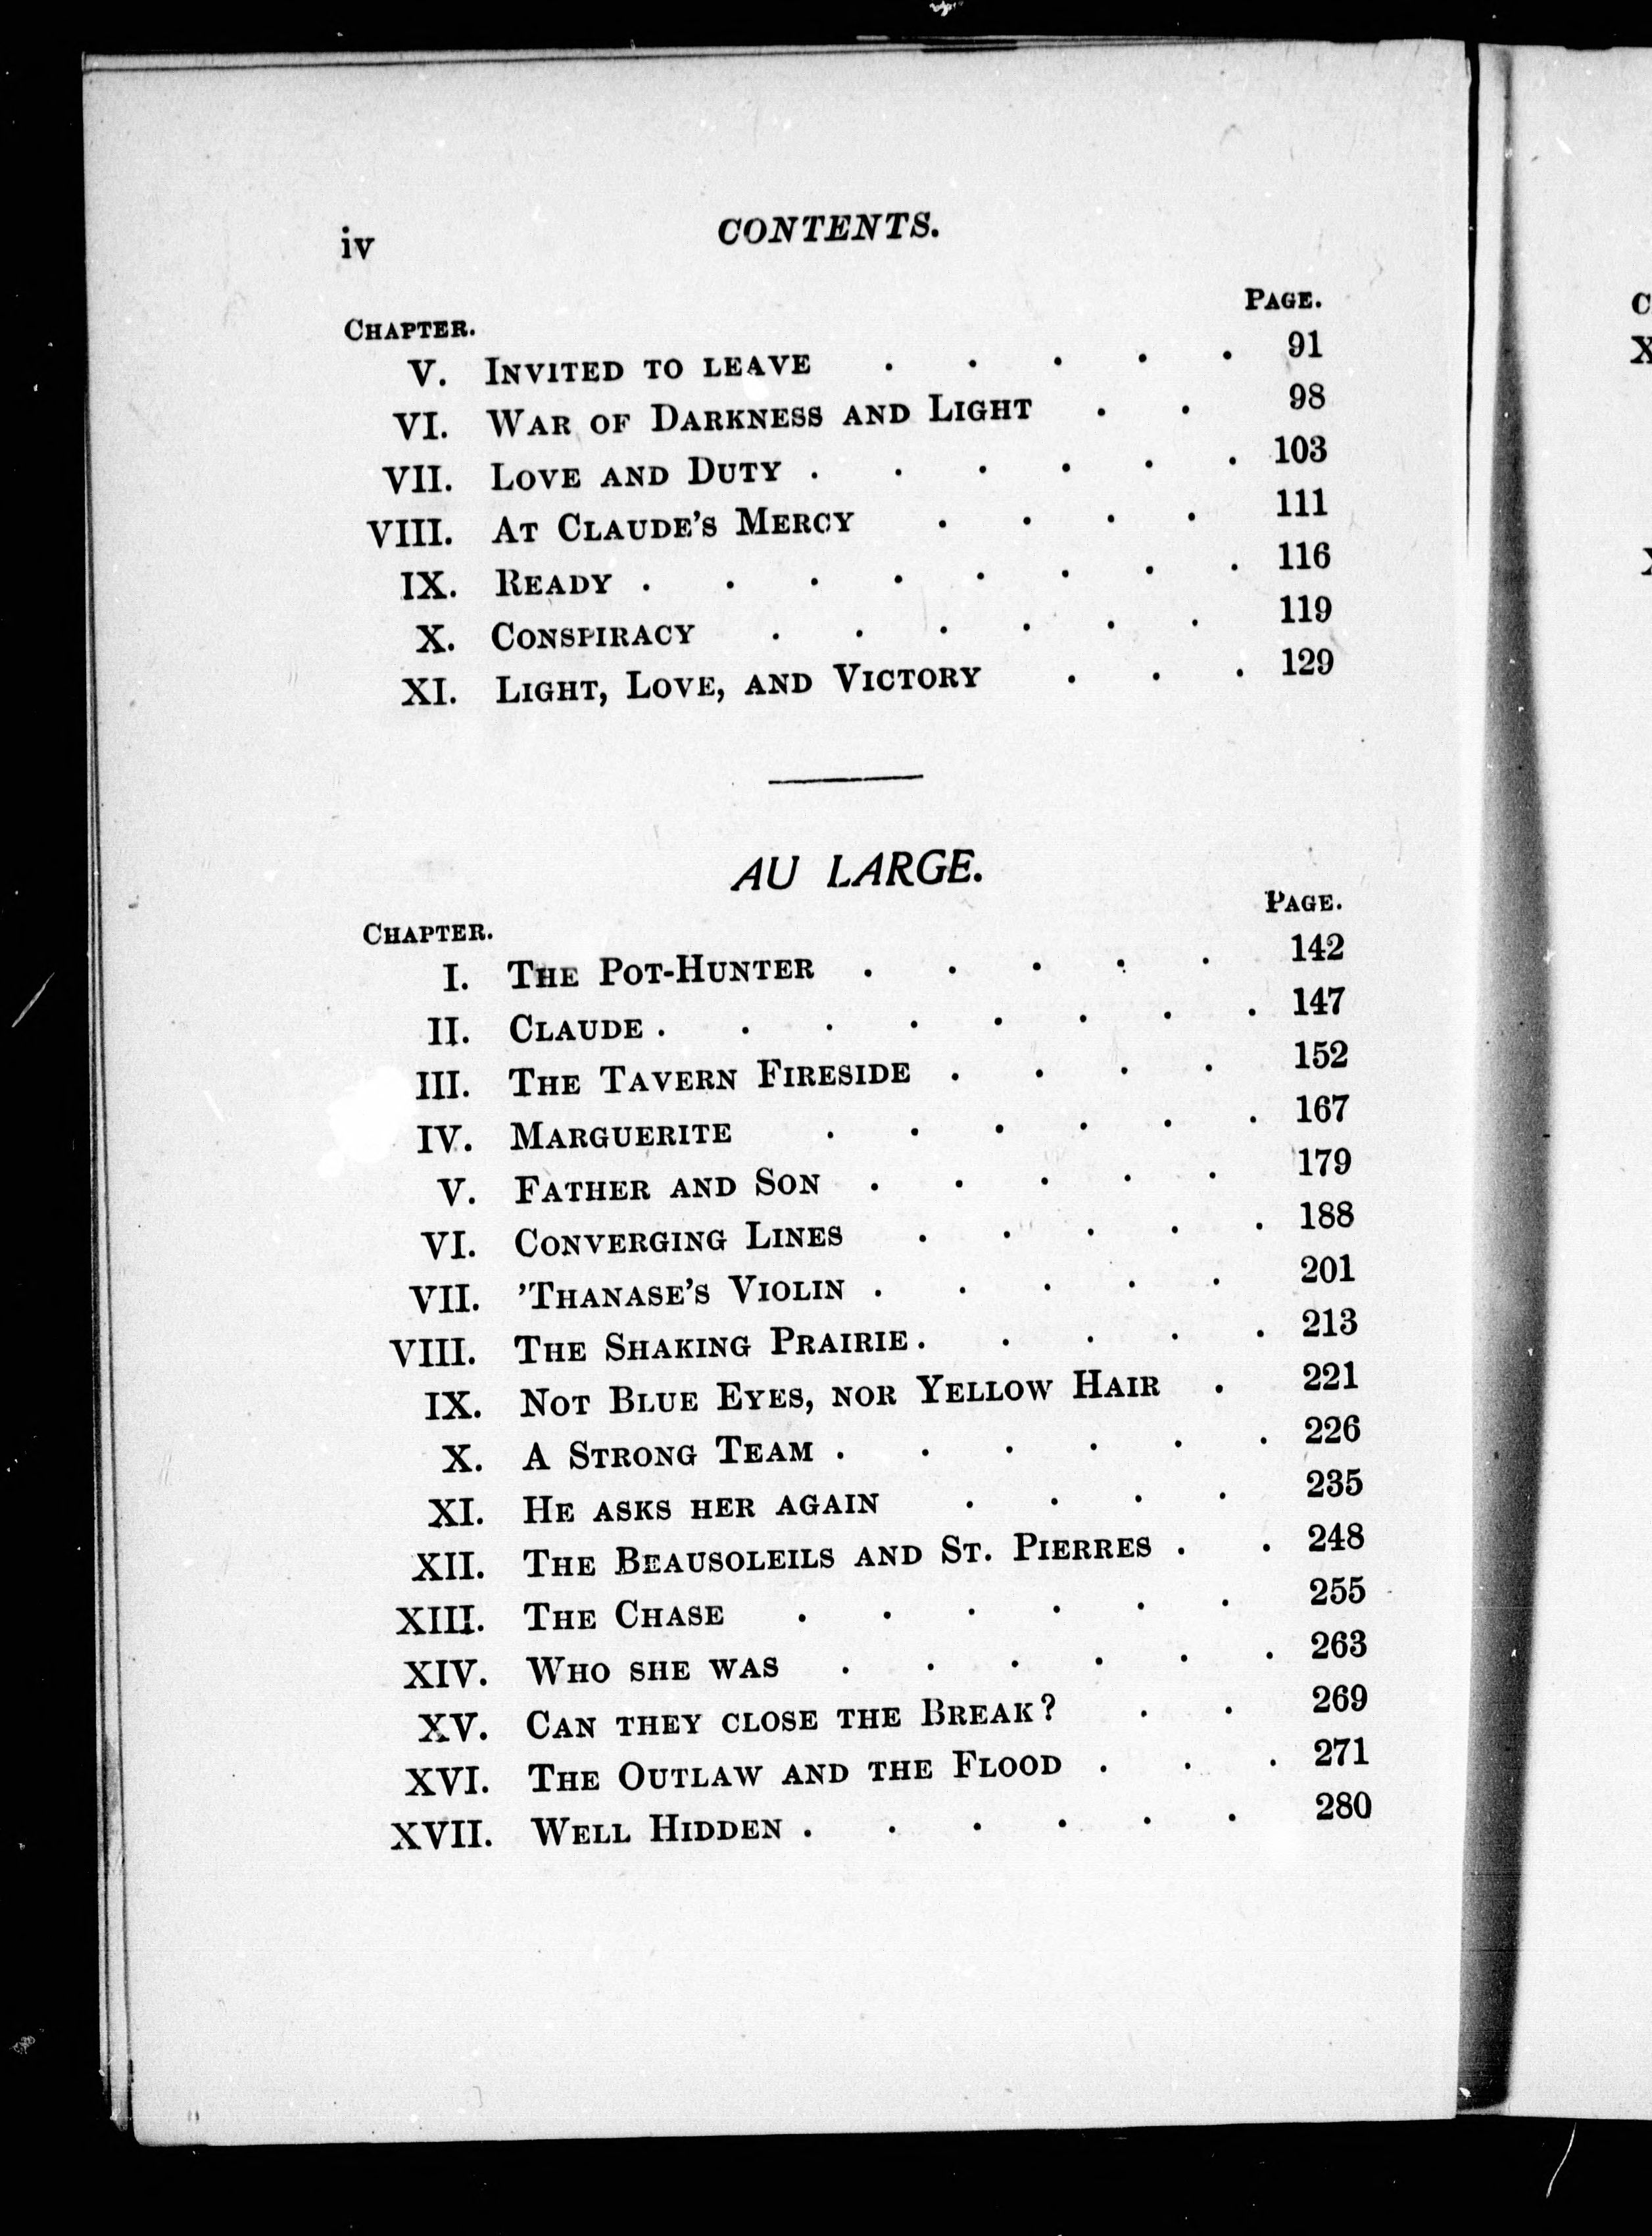 iv CONTENTS.
CHAPTER. PAGE.
V. INVITED TO LEAVE . . . . . 91
VI. WAR OF DARKNESS AND LIGHT . . 98
VII. LOVE AND DUTY . . . . . . 103
VIII. AT CLAUDE'S MERCY . . . . 111
IX. READY . . . . . . . . 116
X. CONSPIRACY . . . . . . 119
XI. LIGHT, LOVE, AND VICTORY . . . 129
AU LARGE.
CHAPTER. PAGE.
I. THE POT-HUNTER . . . . . 142
II. CLAUDE . . . . . . . . 147
III. THE TAVERN FIRESIDE . . . . 152
IV. MARGUERITE . . . . . . 167
V. FATHER AND SON . . . . . 179
VI. CONVERGING LINES . . . . . 188
VII. 'THANASE'S VIOLIN . . . . . 201
VIII. THE SHAKING PRAIRIE . . . . . 213
IX. NOT BLUE EYES, NOR YELLOW HAIR . 221
X. A STRONG TEAM . . . . . . 226
XI. HE ASKS HER AGAIN . . . . 235
XII. THE BEAUSOLEILS AND ST. PIERRES . . 248
XIII. THE CHASE . . . . . . 255
XIV. WHO SHE WAS . . . . . . 263
XV. CAN THEY CLOSE THE BREAK? . . 269
XVI. THE OUTLAW AND THE FLOOD . . . 271
XVII. WELL HIDDEN . . . . . . 280